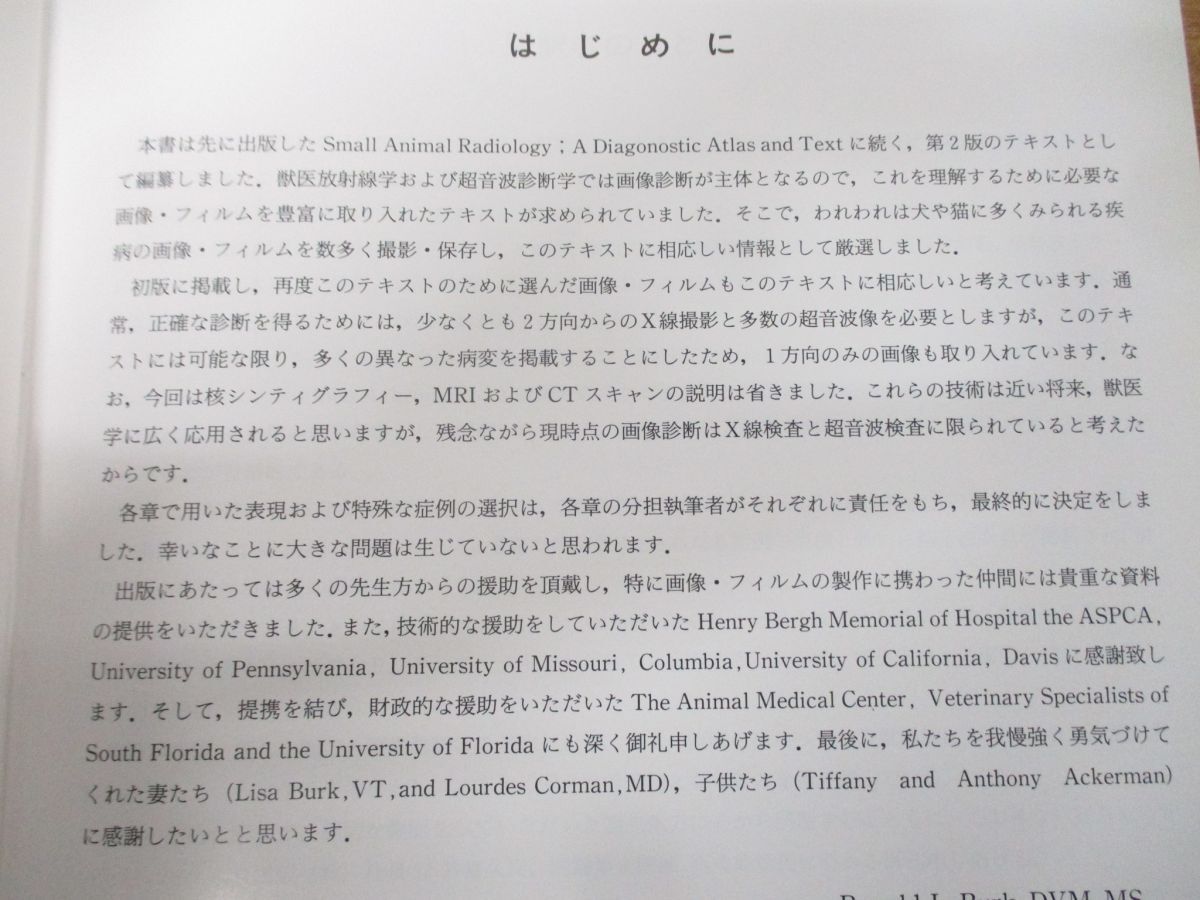 はじめに
本書は先に出版した Small Animal Radiology ; A Diagonostic Atlas and Text に続く，第2版のテキストとし
て編纂しました．獣医放射線学および超音波診断学では画像診断が主体となるので，これを理解するために必要な
画像・フィルムを豊富に取り入れたテキストが求められていました．そこで，われわれは犬や猫に多くみられる疾
病の画像・フィルムを数多く撮影・保存し，このテキストに相応しい情報として厳選しました．
初版に掲載し，再度このテキストのために選んだ画像・フィルムもこのテキストに相応しいと考えています．通
常，正確な診断を得るためには，少なくとも2方向からのX線撮影と多数の超音波像を必要としますが，このテキ
ストには可能な限り，多くの異なった病変を掲載することにしたため，1方向のみの画像も取り入れています．な
お，今回は核シンティグラフィー，MRI および CT スキャンの説明は省きました．これらの技術は近い将来，獣医
学に広く応用されると思いますが，残念ながら現時点の画像診断はX線検査と超音波検査に限られていると考えた
からです．
各章で用いた表現および特殊な症例の選択は，各章の分担執筆者がそれぞれに責任をもち，最終的に決定をしま
した．幸いなことに大きな問題は生じていないと思われます．
出版にあたっては多くの先生方からの援助を頂戴し，特に画像・フィルムの製作に携わった仲間には貴重な資料
の提供をいただきました．また，技術的な援助をしていただいた Henry Bergh Memorial of Hospital the ASPCA,
University of Pennsylvania, University of Missouri, Columbia,University of California, Davis に感謝致し
ます．そして，提携を結び，財政的な援助をいただいた The Animal Medical Center, Veterinary Specialists of
South Florida and the University of Florida にも深く御礼申しあげます．最後に，私たちを我慢強く勇気づけて
くれた妻たち（Lisa Burk,VT,and Lourdes Corman,MD），子供たち（Tiffany and Anthony Ackerman）
に感謝したいとと思います．